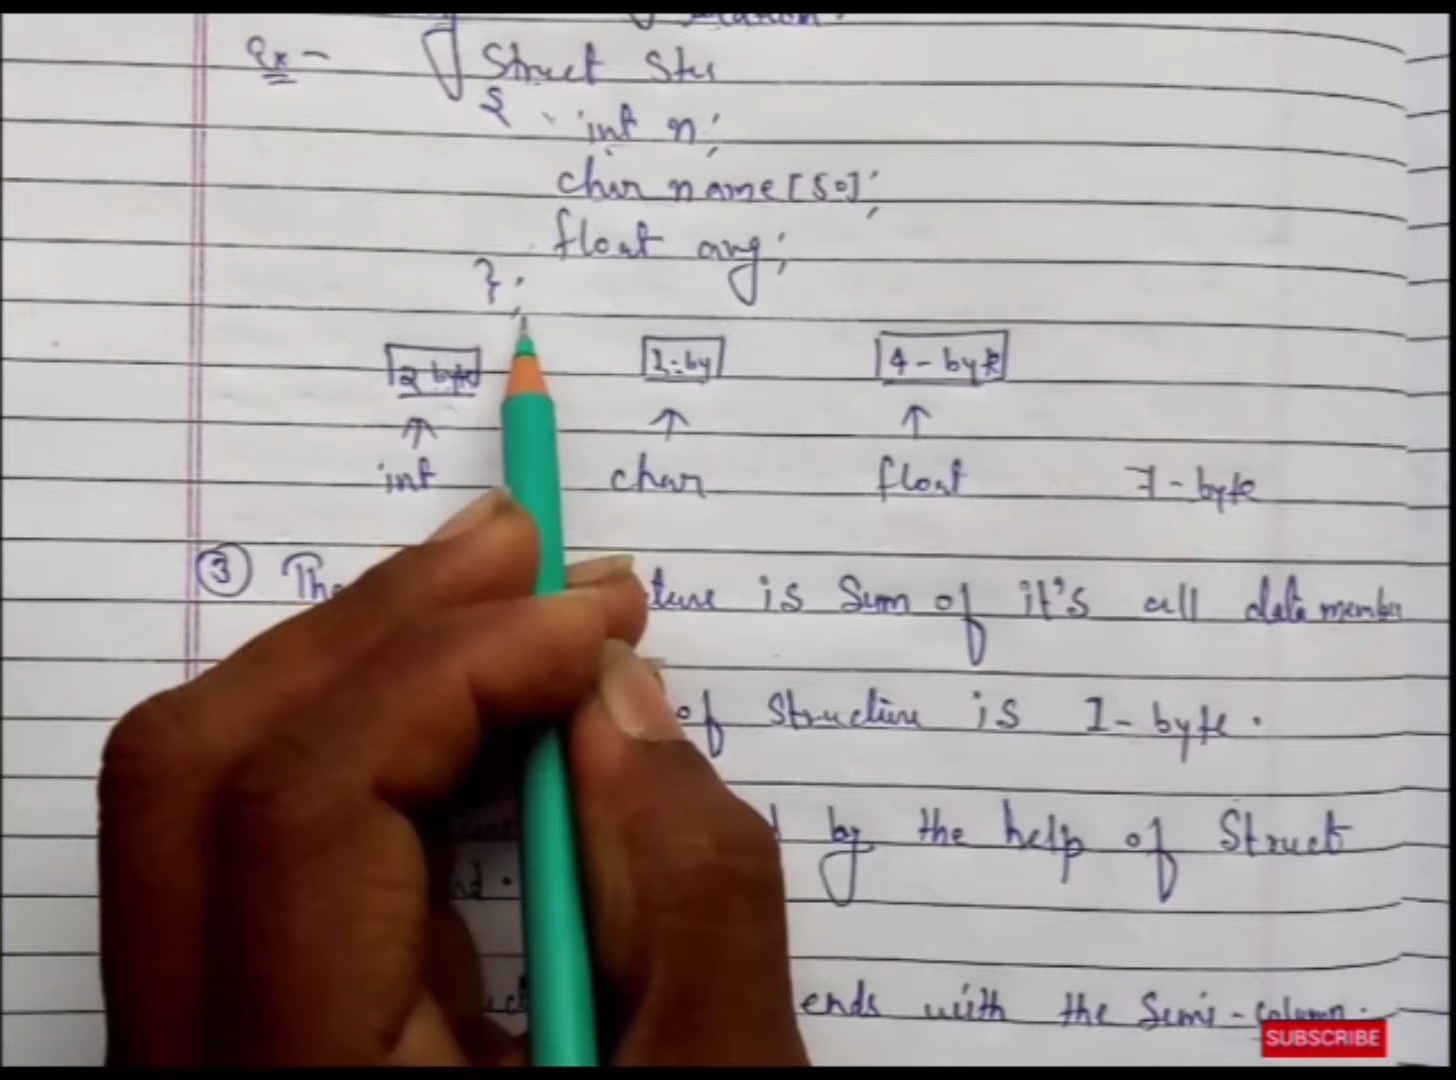 Ex -
Struct Stu
{ int n;
char name[50];
float avg;
};
2 byte 1-by 4-byte
int char float 7-byte
③ The is Sum of it's all data member
of Structure is 1-byte.
by the help of Struct
ends with the Semi-column.
SUBSCRIBE